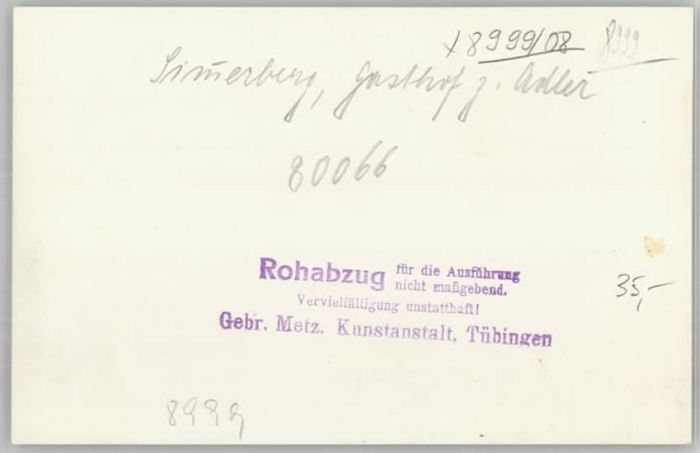 x8999/08 8999
Simerberg, Gasthof z. Adler
80066
Rohabzug für die Ausführung
nicht maßgebend.
Vervielfältigung unstatthaft!
Gebr. Metz, Kunstanstalt, Tübingen
35,-
8999